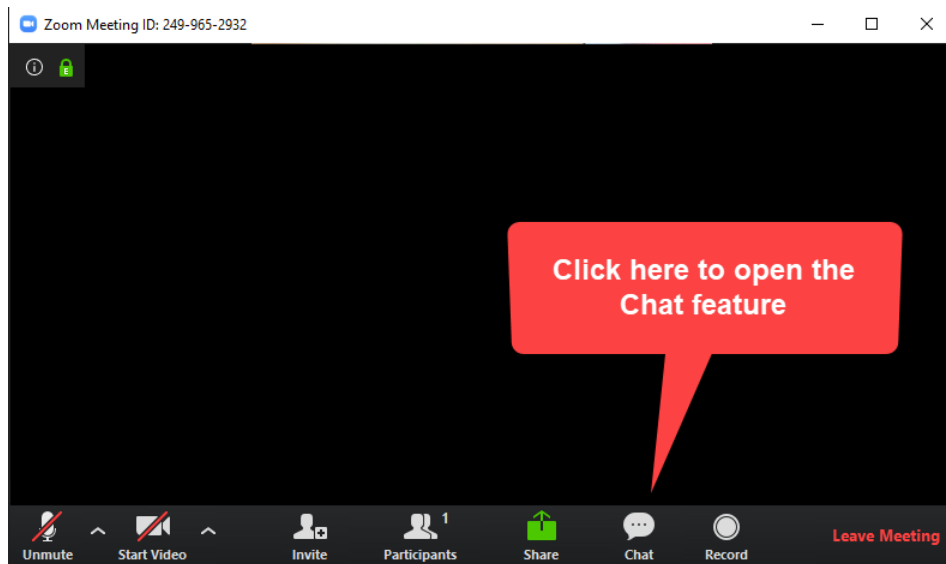 Zoom Meeting ID: 249-965-2932
E
Click here to open the
Chat feature
1
Unmute
Start Video
Invite
Participants
Share
Chat
Record
Leave Meeting